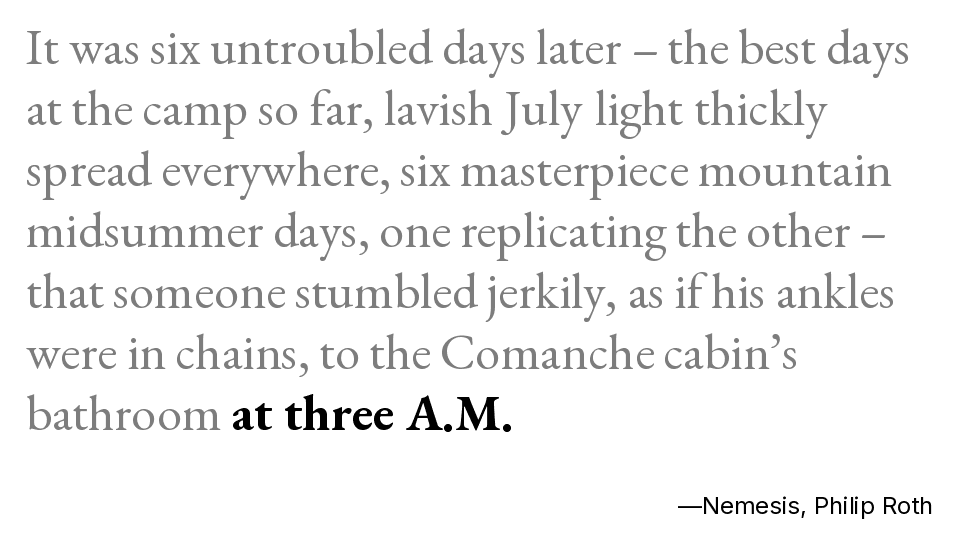 It was six untroubled days later – the best days
at the camp so far, lavish July light thickly
spread everywhere, six masterpiece mountain
midsummer days, one replicating the other –
that someone stumbled jerkily, as if his ankles
were in chains, to the Comanche cabin’s
bathroom at three A.M.
—Nemesis, Philip Roth